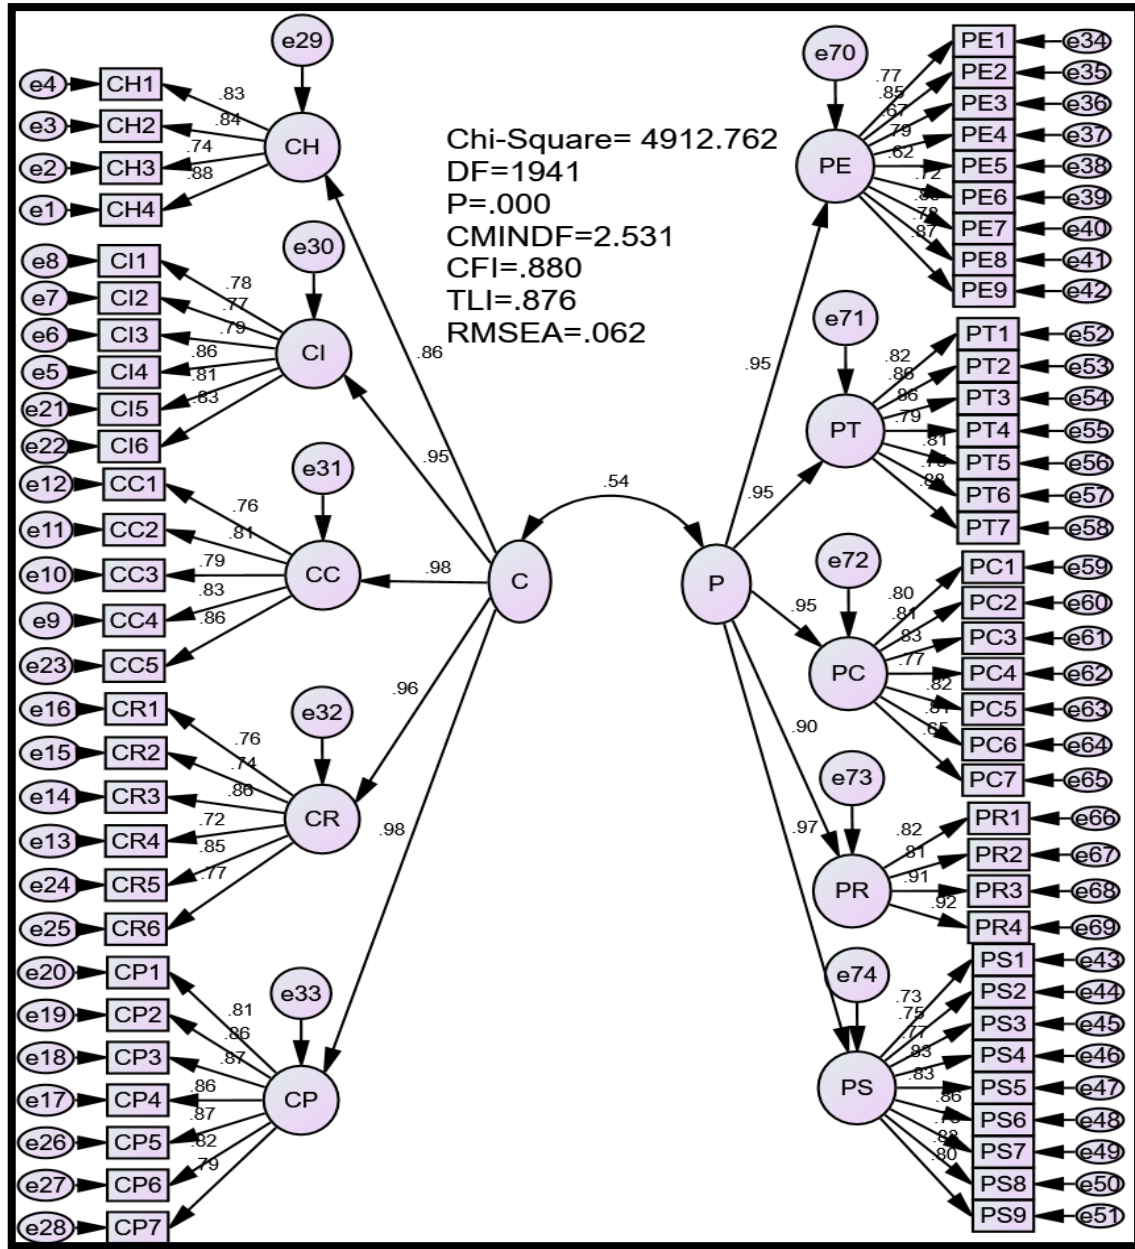 e29
e4 CH1 .83
e3 CH2 .84
e2 CH3 .74
e1 CH4 .88
CH
Chi-Square= 4912.762
DF=1941
P=.000
CMINDF=2.531
CFI=.880
TLI=.876
RMSEA=.062
e30
e8 CI1 .78
e7 CI2 .77
e6 CI3 .79
e5 CI4 .86
e21 CI5 .81
e22 CI6 .83
CI
.86
.95
e31
e12 CC1 .76
e11 CC2 .81
e10 CC3 .79
e9 CC4 .83
e23 CC5 .86
CC
.98
C
.54
P
e32
e16 CR1 .76
e15 CR2 .74
e14 CR3 .86
e13 CR4 .72
e24 CR5 .85
e25 CR6 .77
CR
.96
.98
e33
e20 CP1 .81
e19 CP2 .86
e18 CP3 .87
e17 CP4 .86
e26 CP5 .87
e27 CP6 .82
e28 CP7 .79
CP
e70
PE
.77 PE1 e34
.85 PE2 e35
.67 PE3 e36
.79 PE4 e37
.62 PE5 e38
.72 PE6 e39
PE7 e40
.78 PE8 e41
.87 PE9 e42
.95
e71
PT
.82 PT1 e52
.86 PT2 e53
.86 PT3 e54
.79 PT4 e55
.81 PT5 e56
PT6 e57
.88 PT7 e58
.95
e72
PC
.80 PC1 e59
.81 PC2 e60
.83 PC3 e61
.77 PC4 e62
.82 PC5 e63
.81 PC6 e64
.65 PC7 e65
.95
.90
e73
PR
.82 PR1 e66
.81 PR2 e67
.91 PR3 e68
.92 PR4 e69
.97
e74
PS
.73 PS1 e43
.75 PS2 e44
.77 PS3 e45
.83 PS4 e46
.83 PS5 e47
.86 PS6 e48
PS7 e49
.88 PS8 e50
.80 PS9 e51